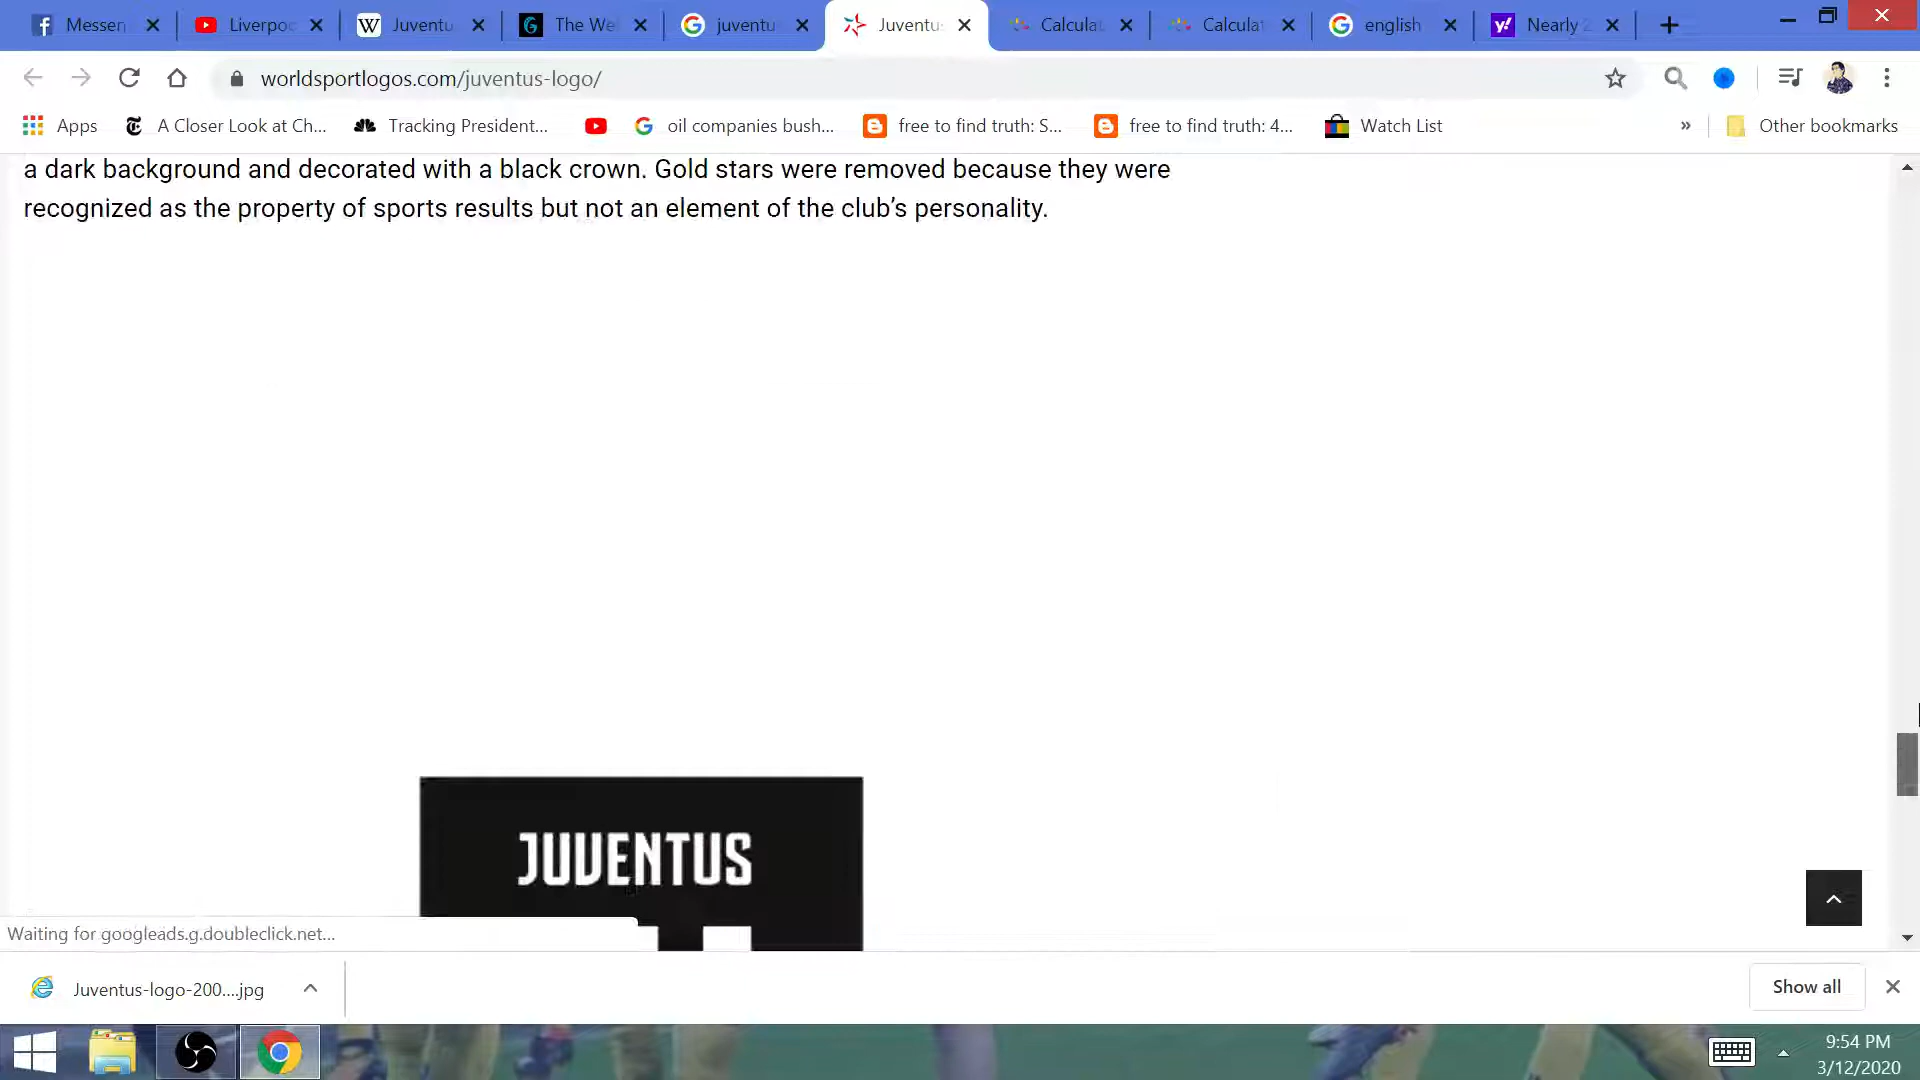 Messen
Liverpoo
Juventu
The We
juventu
Juventu
Calculat
Calculat
english
Nearly 2
worldsportlogos.com/juventus-logo/
Apps
A Closer Look at Ch...
Tracking President...
oil companies bush...
free to find truth: S...
free to find truth: 4...
Watch List
»
Other bookmarks
a dark background and decorated with a black crown. Gold stars were removed because they were
recognized as the property of sports results but not an element of the club’s personality.
JUVENTUS
Waiting for googleads.g.doubleclick.net...
Juventus-logo-200....jpg
Show all
9:54 PM
3/12/2020